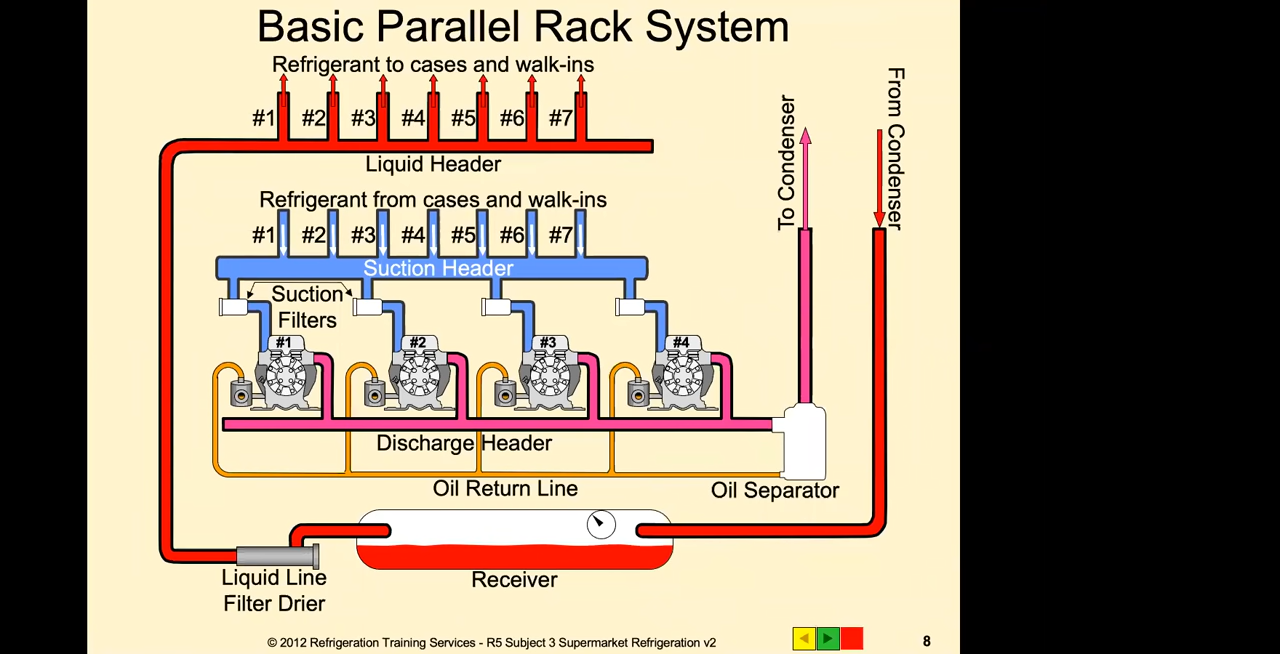 Basic Parallel Rack System
Refrigerant to cases and walk-ins
#1 #2 #3 #4 #5 #6 #7
Liquid Header
To Condenser
From Condenser
Refrigerant from cases and walk-ins
#1 #2 #3 #4 #5 #6 #7
Suction Header
Suction
Filters
#1 #2 #3 #4
Discharge Header
Oil Return Line
Oil Separator
Receiver
Liquid Line
Filter Drier
© 2012 Refrigeration Training Services - R5 Subject 3 Supermarket Refrigeration v2
8